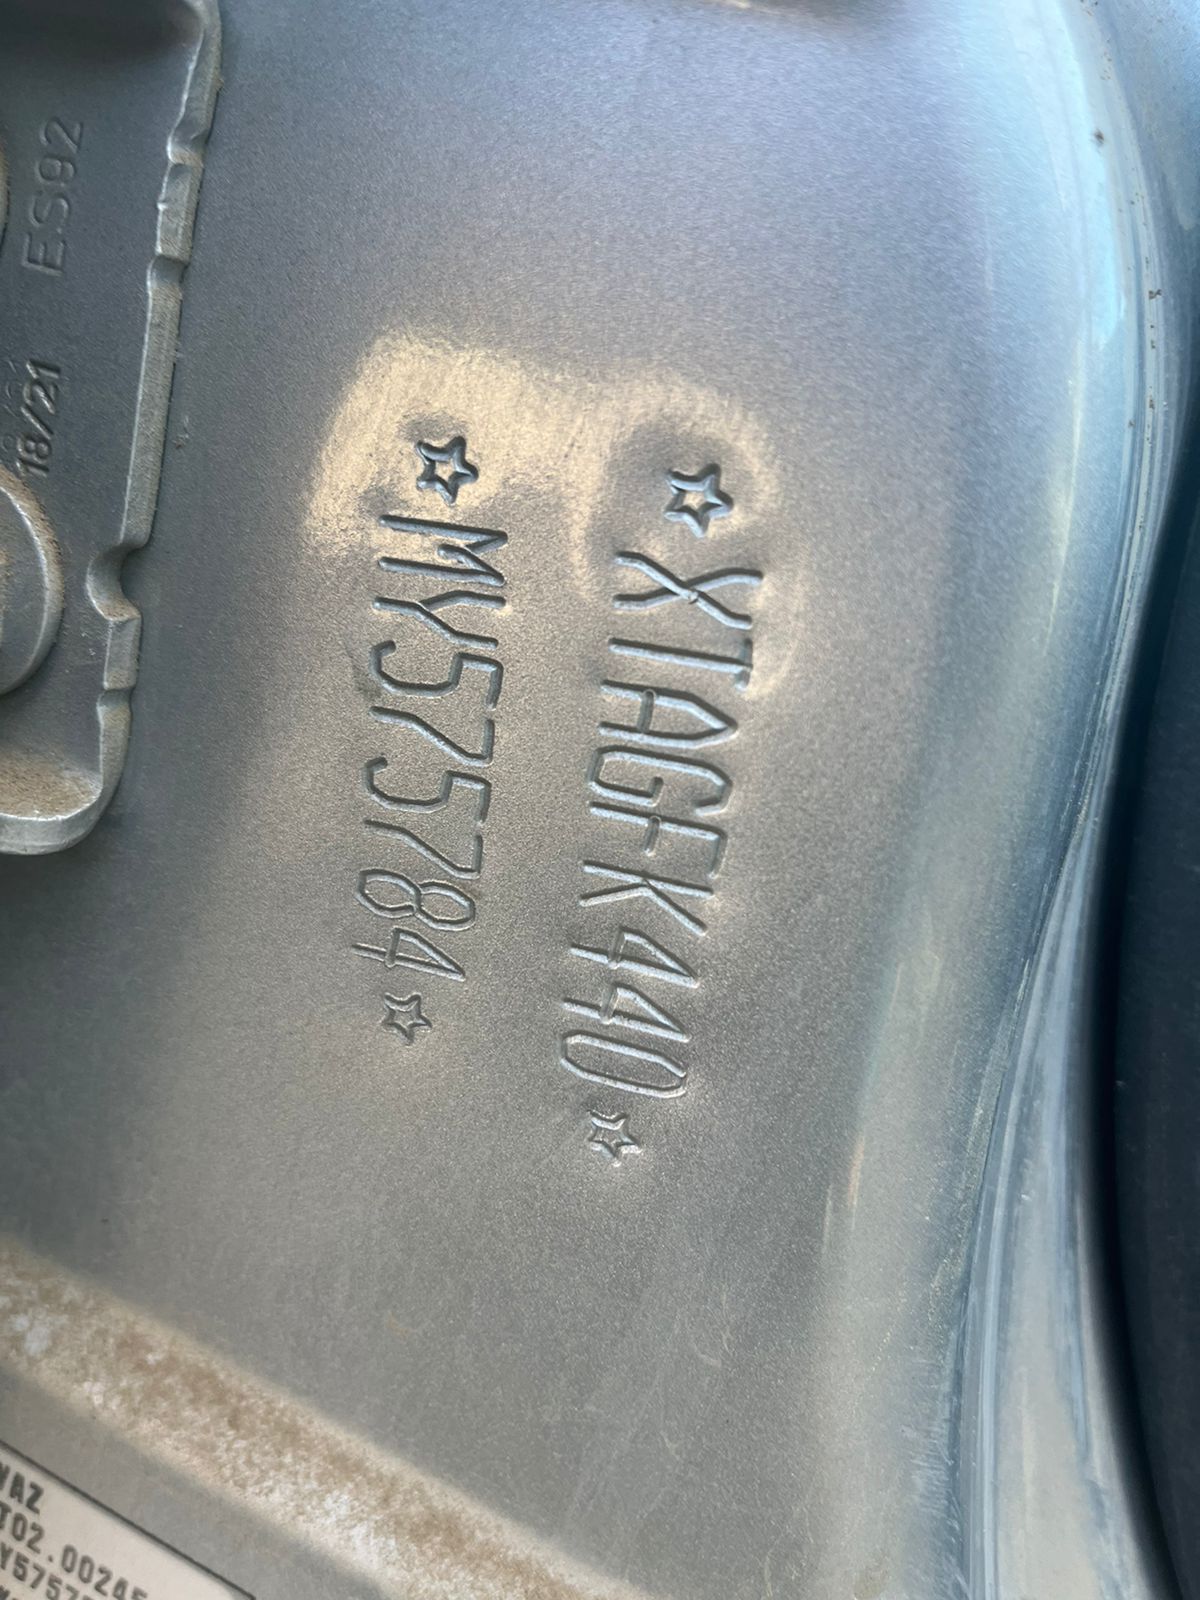 ☆XTAGFK440☆
☆MY575784☆
ES92
18/21
VAZ